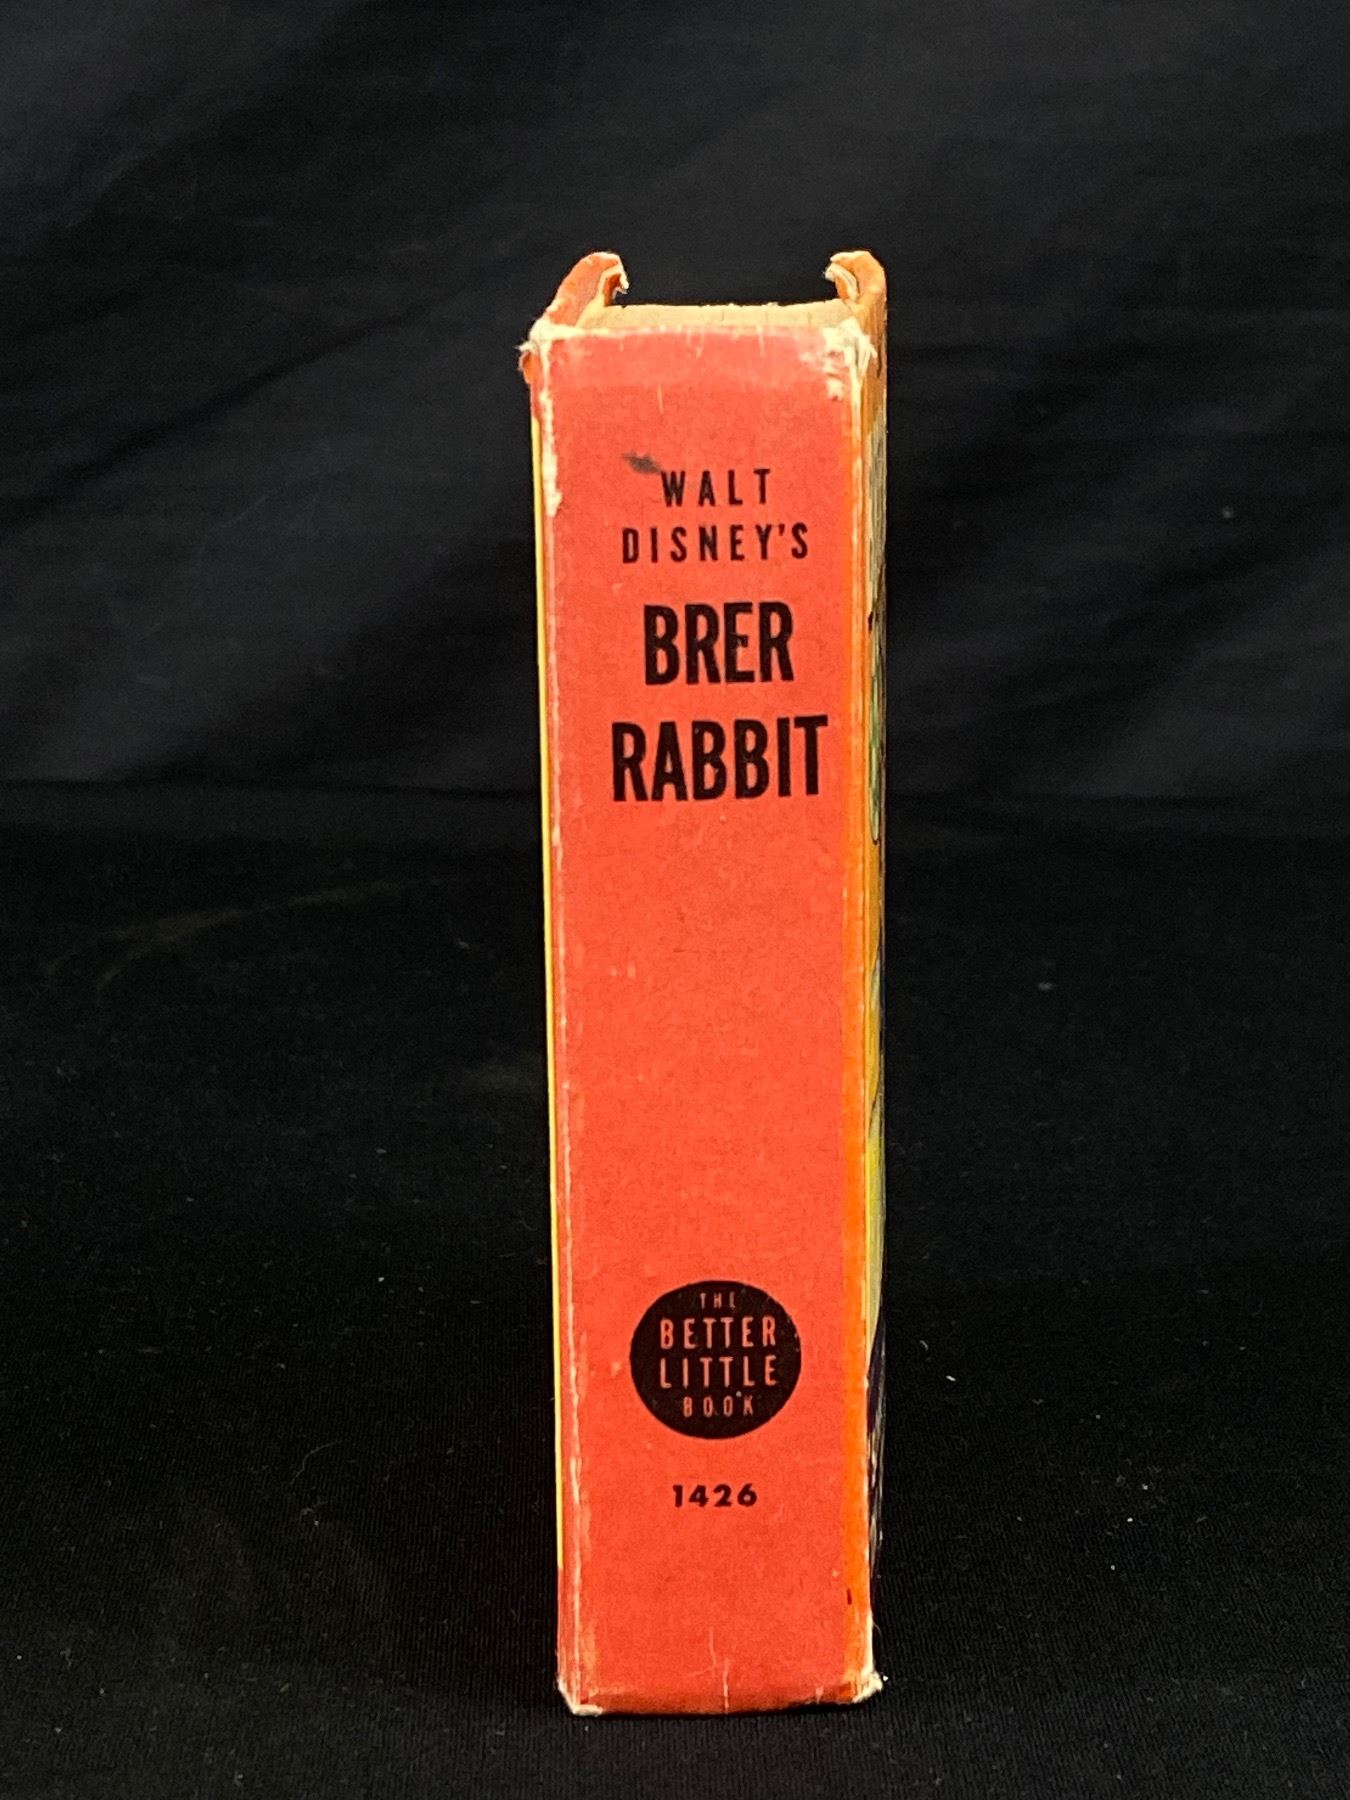 WALT
DISNEY'S
BRER
RABBIT
THE
BETTER
LITTLE
BOOK
1426